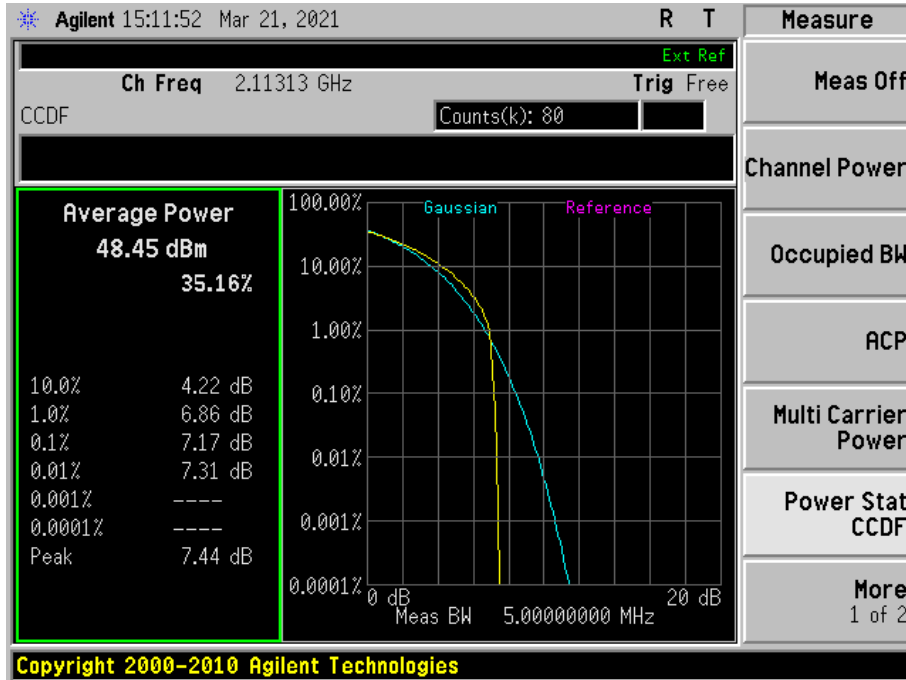 Agilent 15:11:52 Mar 21, 2021 R T
Measure
Ext Ref
Ch Freq 2.11313 GHz Trig Free
CCDF Counts(k): 80
Average Power
48.45 dBm
35.16%
10.0% 4.22 dB
1.0% 6.86 dB
0.1% 7.17 dB
0.01% 7.31 dB
0.001% ----
0.0001% ----
Peak 7.44 dB
Gaussian Reference
100.00%
10.00%
1.00%
0.10%
0.01%
0.001%
0.0001%
0 dB 20 dB
Meas BW 5.00000000 MHz
Meas Off
Channel Power
Occupied BW
ACP
Multi Carrier
Power
Power Stat
CCDF
More
1 of 2
Copyright 2000-2010 Agilent Technologies